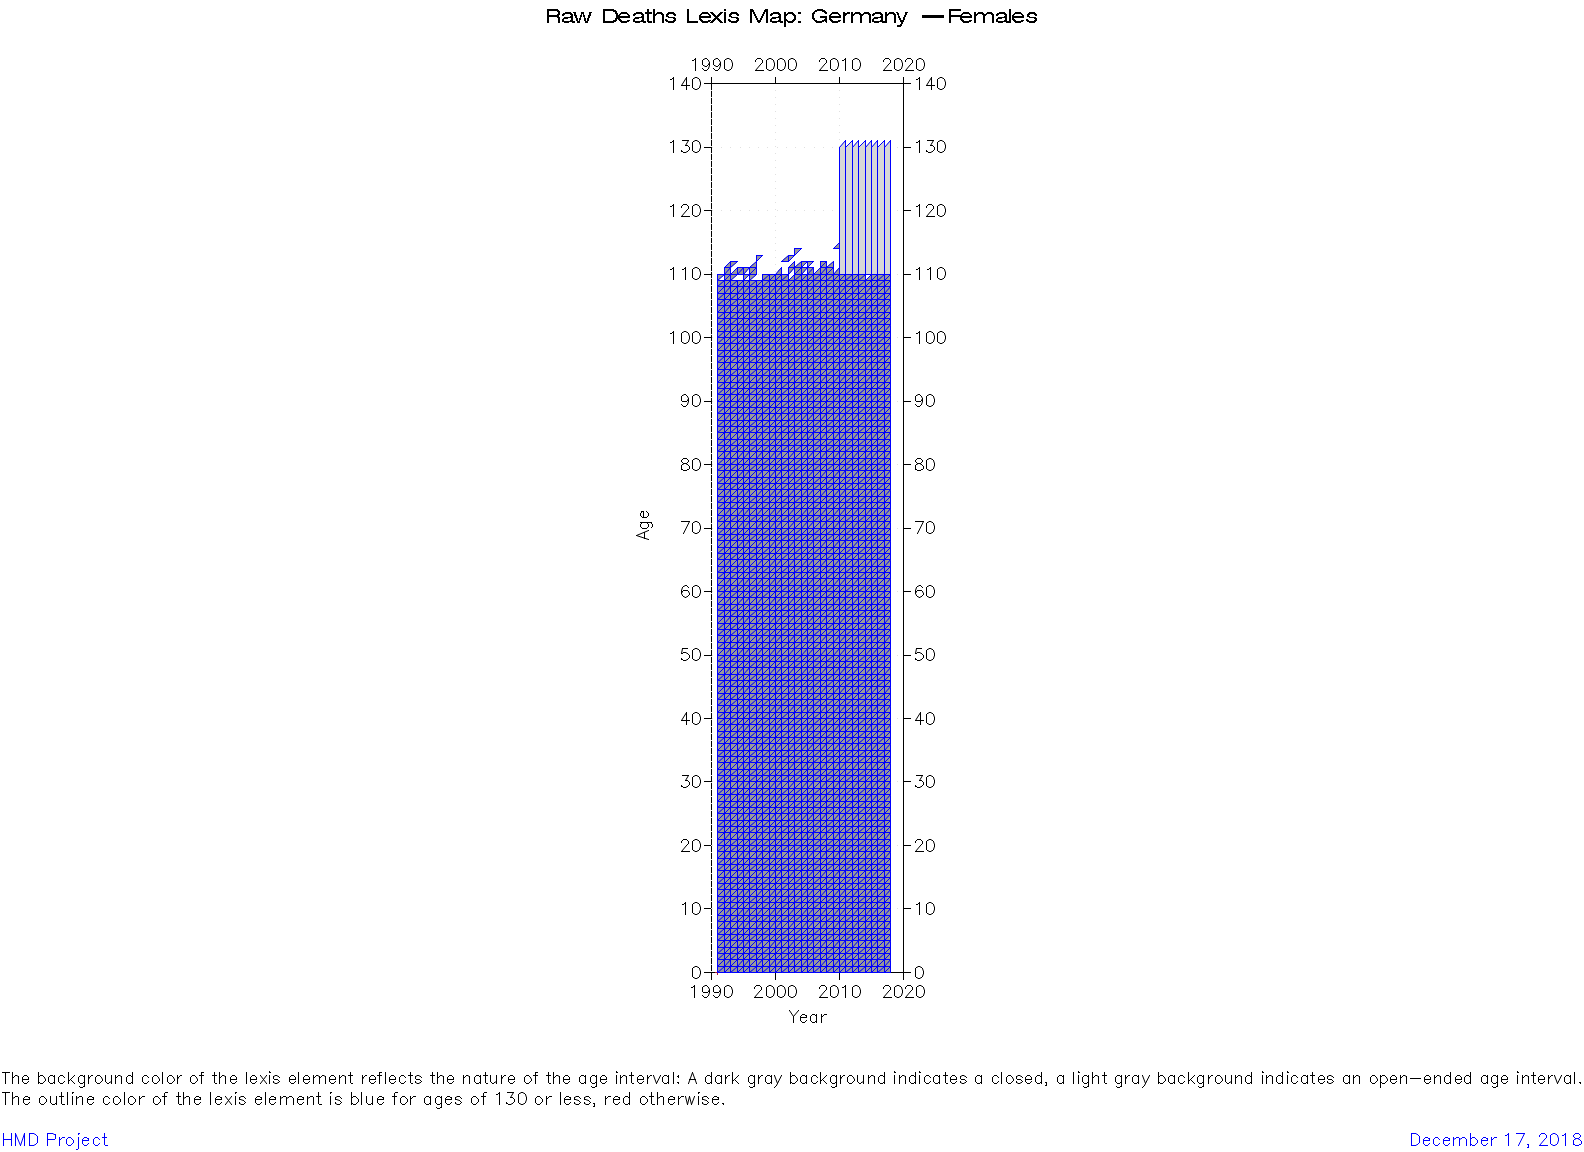 Raw Deaths Lexis Map: Germany —Females
1990 2000 2010 2020
140 140
130 130
120 120
110 110
100 100
90 90
80 80
70 70
60 60
50 50
40 40
30 30
20 20
10 10
0 0
Age
1990 2000 2010 2020
Year
The background color of the lexis element reflects the nature of the age interval: A dark gray background indicates a closed, a light gray background indicates an open—ended age interval.
The outline color of the lexis element is blue for ages of 130 or less, red otherwise.
HMD Project December 17, 2018